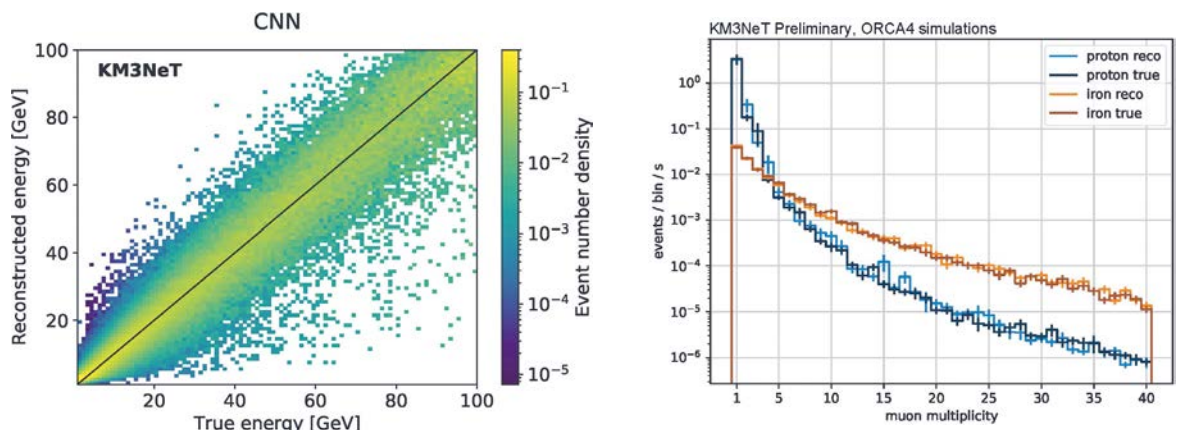 CNN
KM3NeT
Reconstructed energy [GeV]
100
80
60
40
20
20 40 60 80 100
True energy [GeV]
10⁻¹
10⁻²
10⁻³
10⁻⁴
10⁻⁵
Event number density
KM3NeT Preliminary, ORCA4 simulations
proton reco
proton true
iron reco
iron true
events / bin / s
10⁰
10⁻¹
10⁻²
10⁻³
10⁻⁴
10⁻⁵
10⁻⁶
1 5 10 15 20 25 30 35 40
muon multiplicity